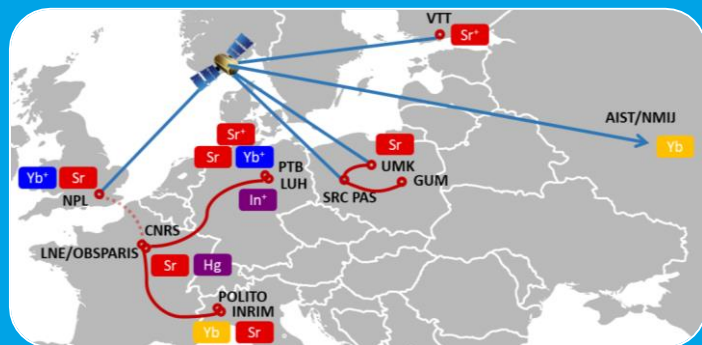 VTT
Sr⁺
AIST/NMIJ
Yb
Sr⁺
Sr
Yb⁺
Sr
UMK
GUM
SRC PAS
PTB
LUH
In⁺
Yb⁺
Sr
NPL
CNRS
LNE/OBSPARIS
Sr
Hg
POLITO
INRIM
Yb
Sr